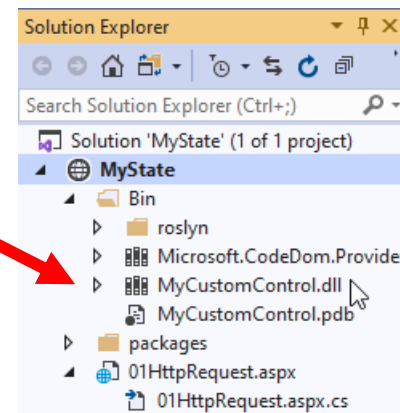 Solution Explorer
Search Solution Explorer (Ctrl+;)
Solution 'MyState' (1 of 1 project)
MyState
Bin
roslyn
Microsoft.CodeDom.Provide
MyCustomControl.dll
MyCustomControl.pdb
packages
01HttpRequest.aspx
01HttpRequest.aspx.cs